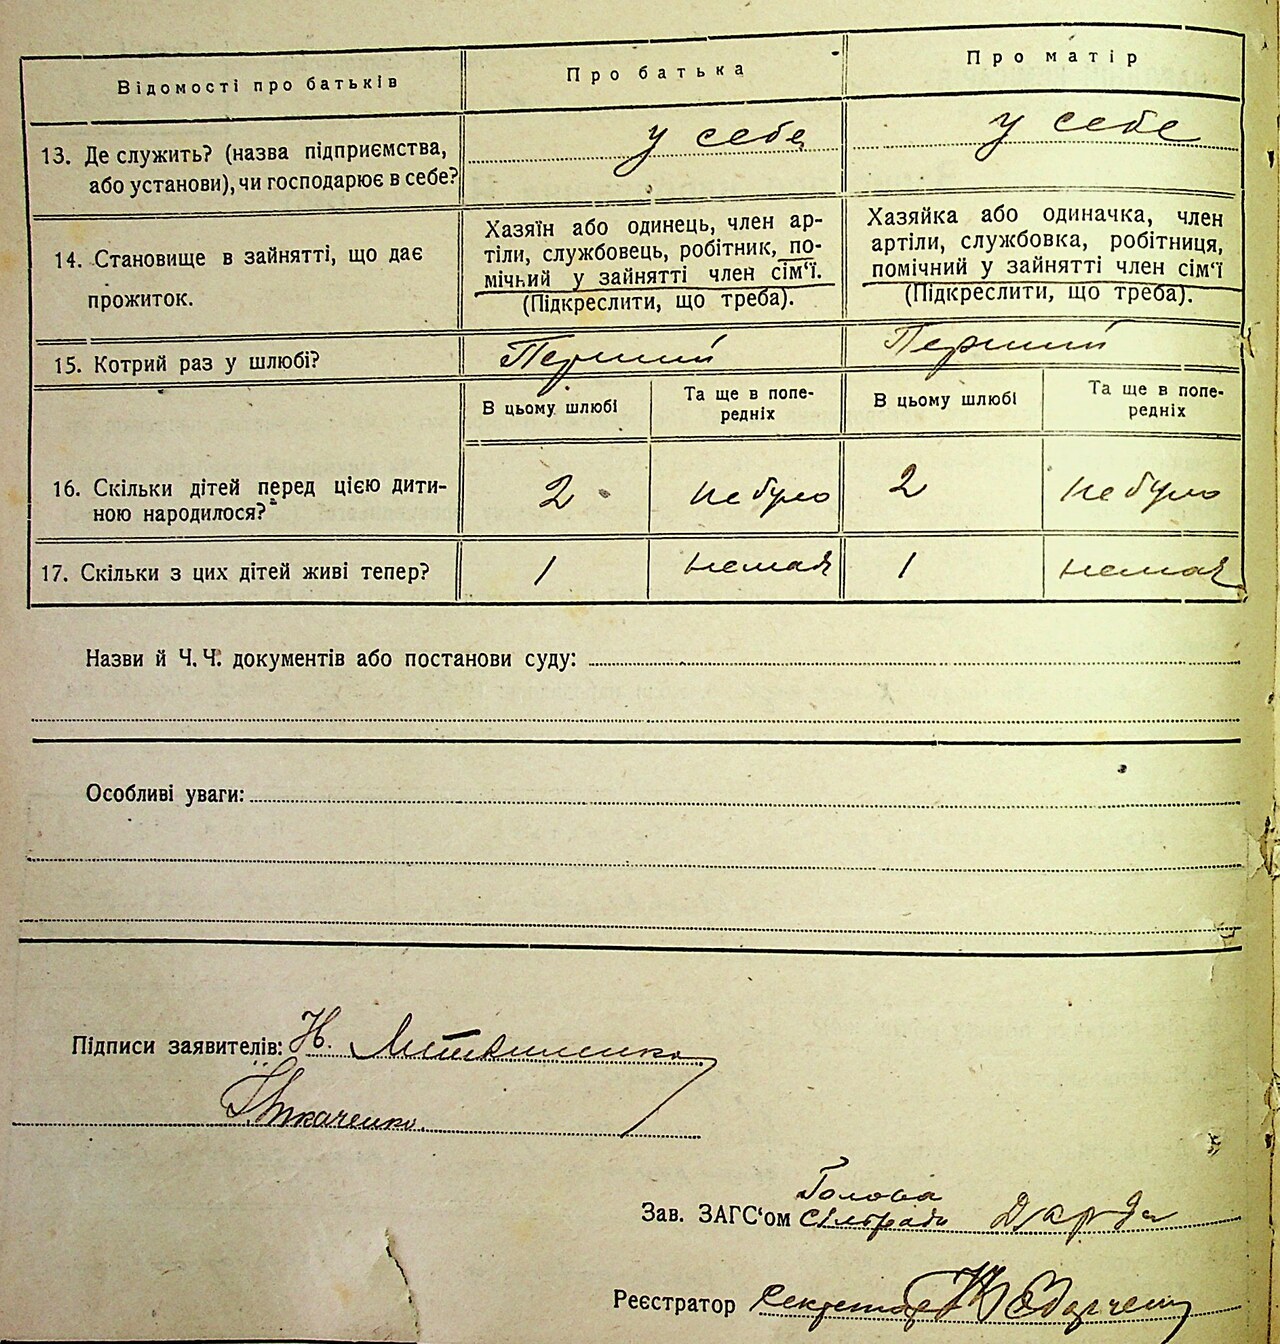 Відомості про батьків
Про батька
Про матір
13. Де служить? (назва підприємства,
або установи), чи господарює в себе?
у себе
у себе
14. Становище в зайнятті, що дає
прожиток.
Хазяїн або одинець, член ар-
тіли, службовець, робітник, по-
мічний у зайнятті член сім‘ї.
(Підкреслити, що треба).
Хазяйка або одиначка, член
артіли, службовка, робітниця,
помічний у зайнятті член сім‘ї
(Підкреслити, що треба).
15. Котрий раз у шлюбі?
Перший
Перший
В цьому шлюбі
Та ще в попе-
редніх
В цьому шлюбі
Та ще в попе-
редніх
16. Скільки дітей перед цією дити-
ною народилося?
2
не було
2
не було
17. Скільки з цих дітей живі тепер?
1
немає
1
немає
Назви й Ч. Ч. документів або постанови суду:
Особливі уваги:
Підписи заявителів: Н. Литвиненко
Ткаченко.
Голова
Зав. ЗАГС‘ом сільради
Реєстратор Секретар